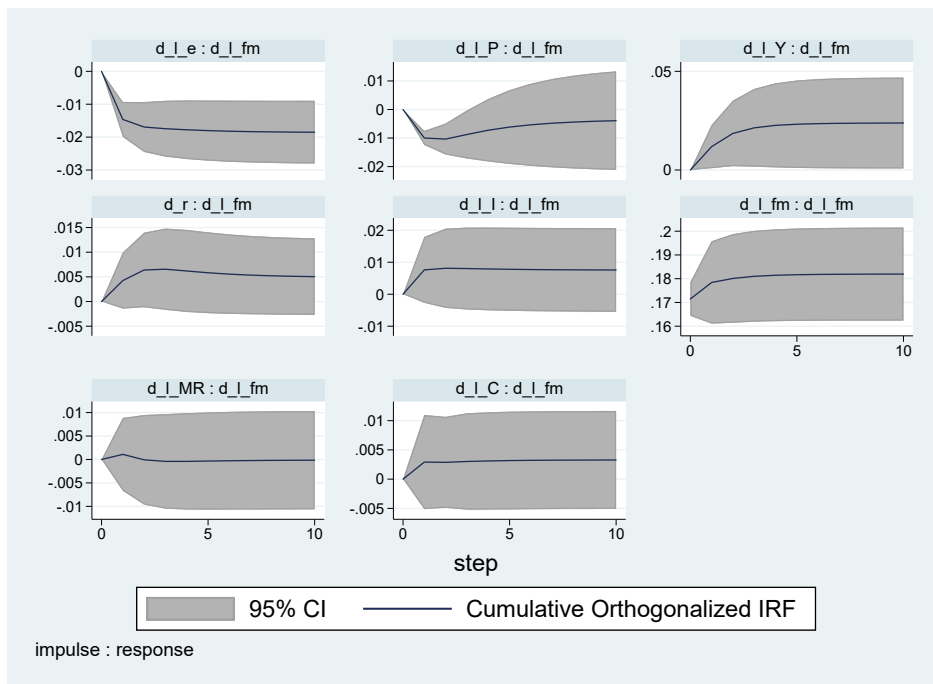 d_l_e : d_l_fm
0
-.01
-.02
-.03
d_l_P : d_l_fm
.01
0
-.01
-.02
d_l_Y : d_l_fm
.05
0
d_r : d_l_fm
.015
.01
.005
0
-.005
d_l_I : d_l_fm
.02
.01
0
-.01
d_l_fm : d_l_fm
.2
.19
.18
.17
.16
0 5 10
d_l_MR : d_l_fm
.01
.005
0
-.005
-.01
0 5 10
d_l_C : d_l_fm
.01
.005
0
-.005
0 5 10
step
95% CI Cumulative Orthogonalized IRF
impulse : response